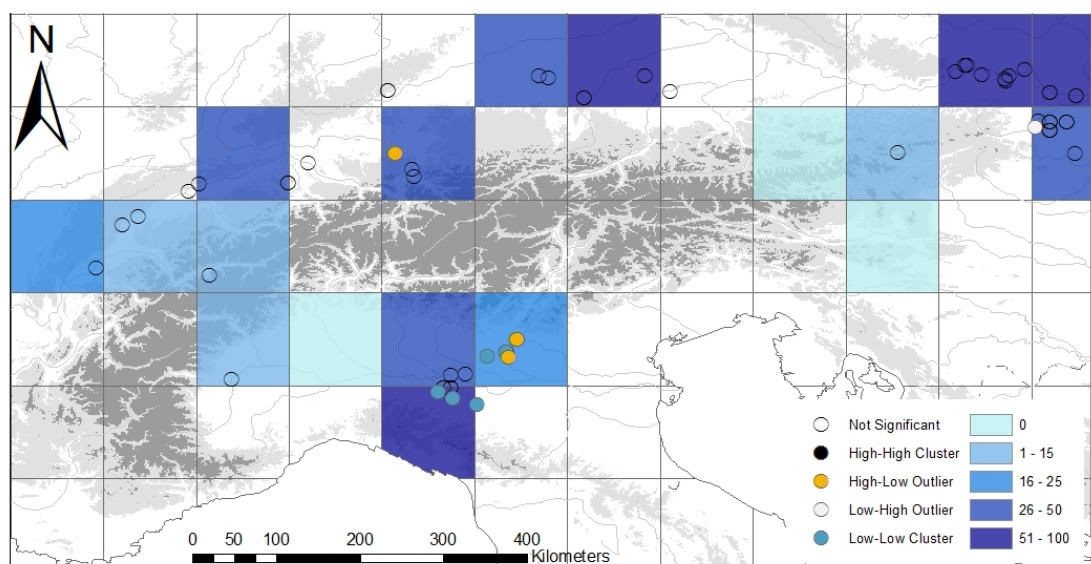 N
Not Significant 0
High-High Cluster 1 - 15
High-Low Outlier 16 - 25
Low-High Outlier 26 - 50
Low-Low Cluster 51 - 100
0 50 100 200 300 400
Kilometers